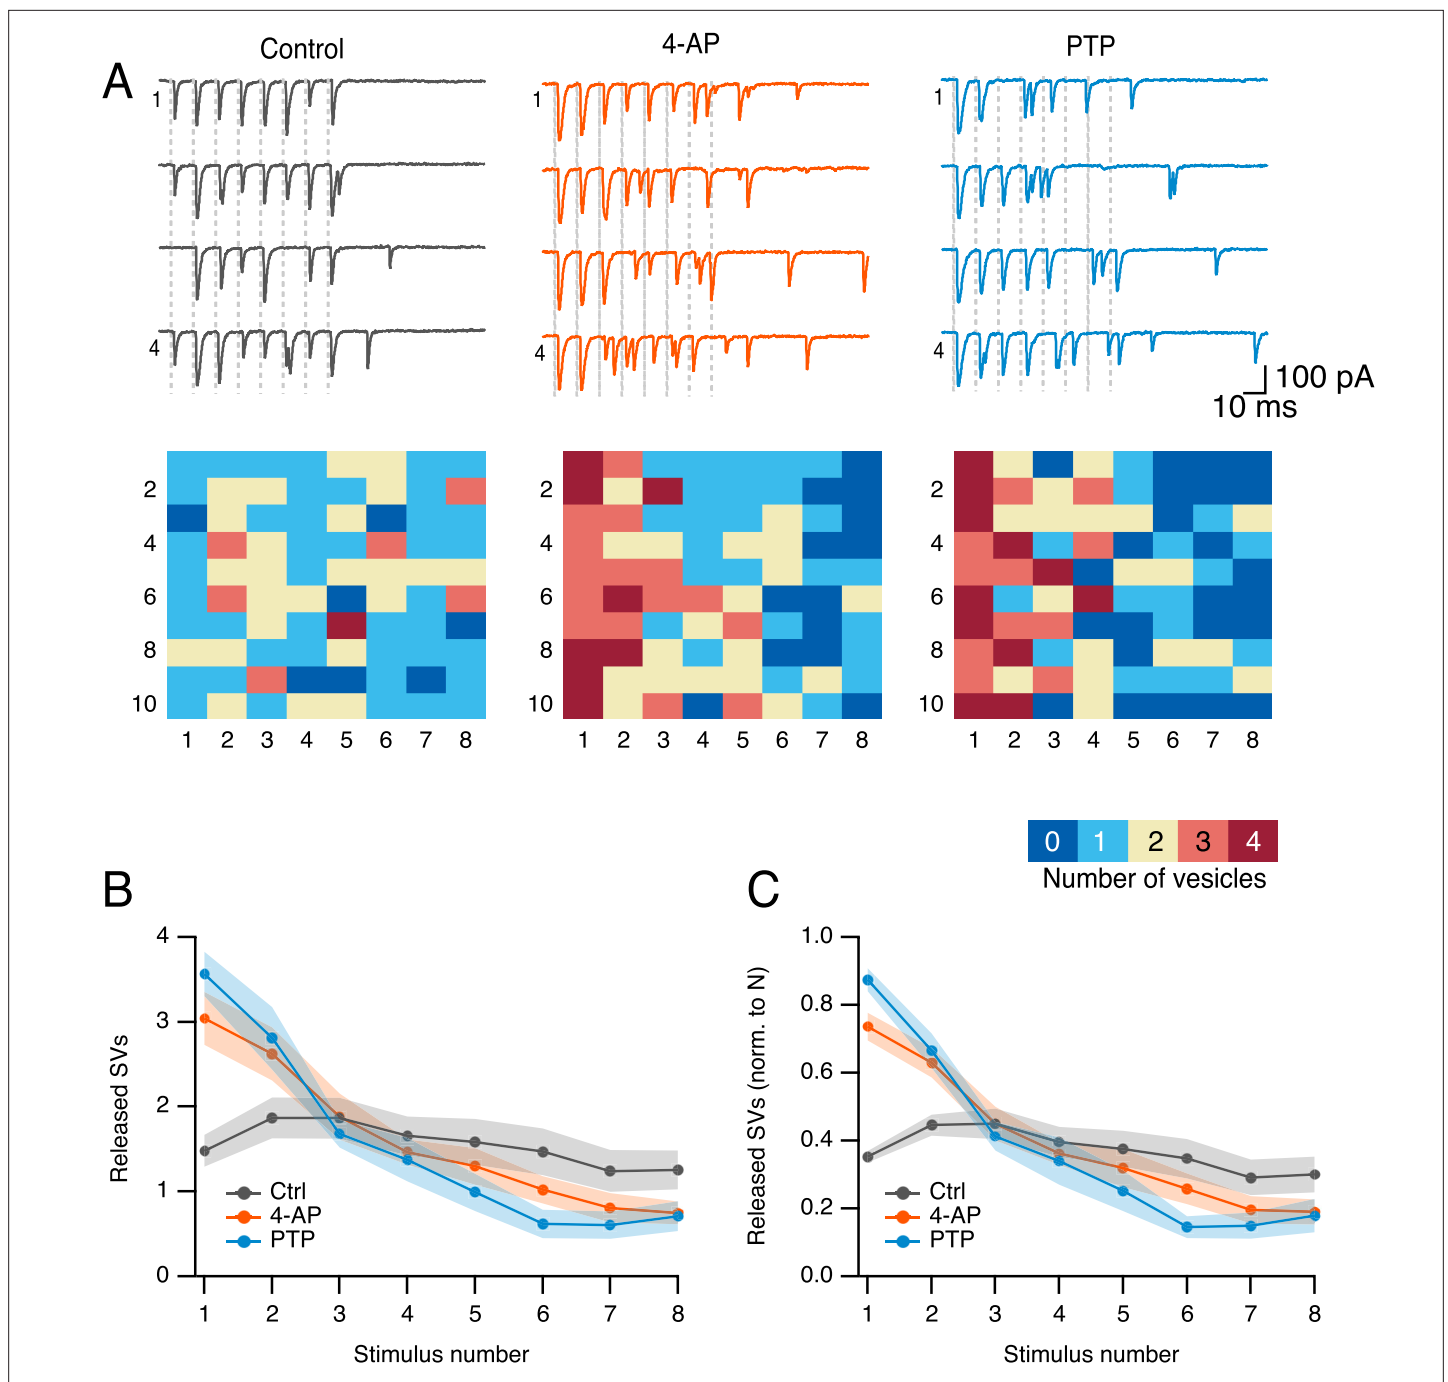 A
Control
4-AP
PTP
1
1
1
4
4
4
100 pA
10 ms
2
4
6
8
10
1 2 3 4 5 6 7 8
2
4
6
8
10
1 2 3 4 5 6 7 8
2
4
6
8
10
1 2 3 4 5 6 7 8
0 1 2 3 4
Number of vesicles
B
Released SVs
4
3
2
1
0
Ctrl
4-AP
PTP
1 2 3 4 5 6 7 8
Stimulus number
C
Released SVs (norm. to N)
1.0
0.8
0.6
0.4
0.2
0.0
Ctrl
4-AP
PTP
1 2 3 4 5 6 7 8
Stimulus number